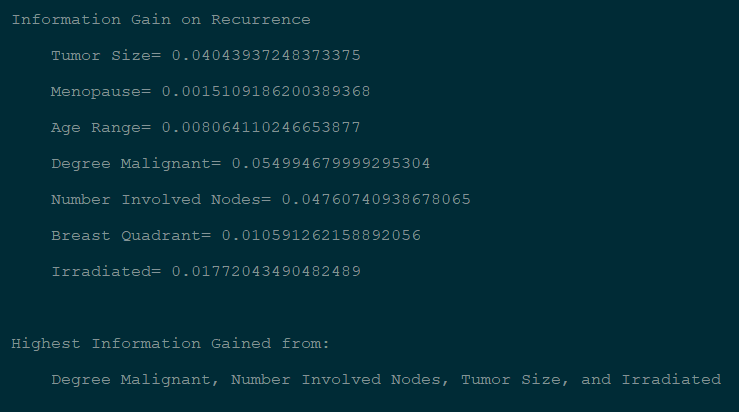 Information Gain on Recurrence
Tumor Size= 0.04043937248373375
Menopause= 0.0015109186200389368
Age Range= 0.008064110246653877
Degree Malignant= 0.054994679999295304
Number Involved Nodes= 0.04760740938678065
Breast Quadrant= 0.010591262158892056
Irradiated= 0.01772043490482489
Highest Information Gained from:
Degree Malignant, Number Involved Nodes, Tumor Size, and Irradiated